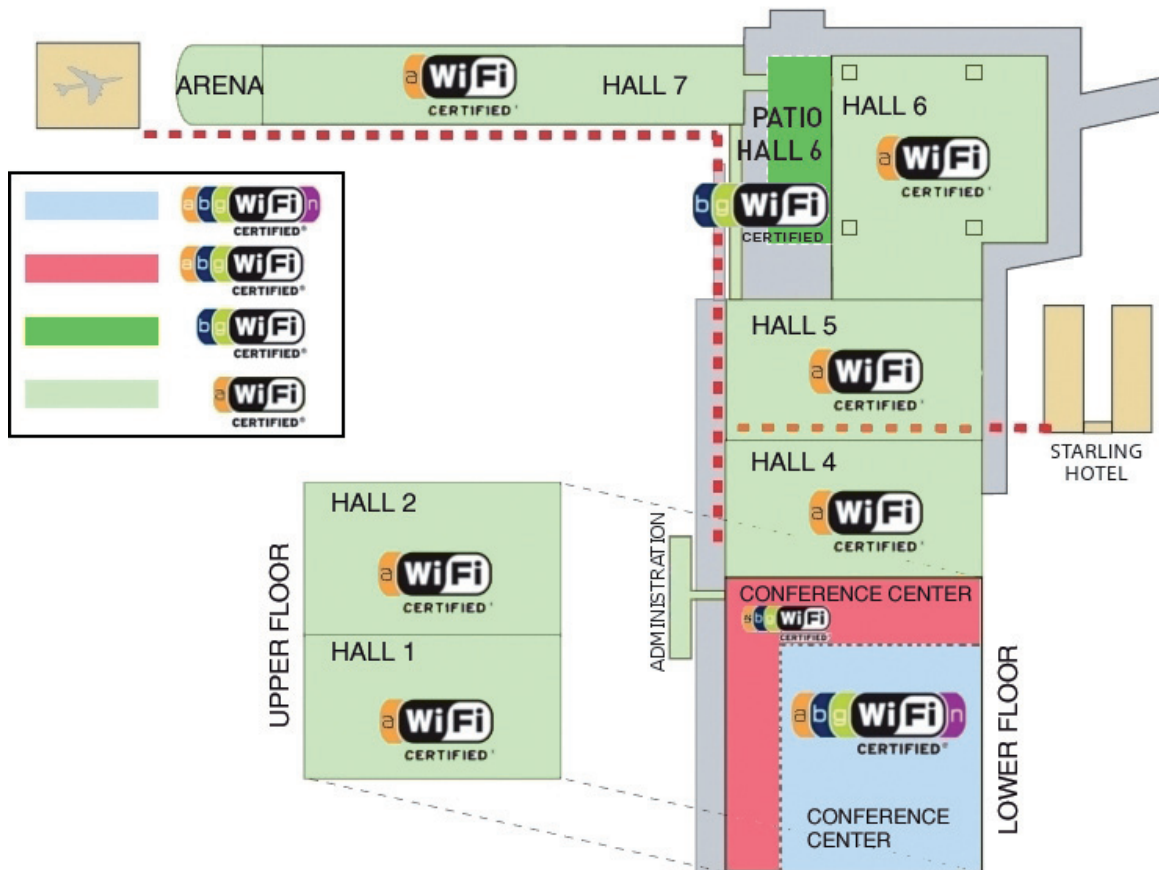 ARENA
a WiFi
CERTIFIED
HALL 7
PATIO
HALL 6
b g WiFi
CERTIFIED
HALL 6
a WiFi
CERTIFIED
a b g WiFi n
CERTIFIED®
a b g WiFi
CERTIFIED®
b g WiFi
CERTIFIED®
a WiFi
CERTIFIED®
HALL 5
a WiFi
CERTIFIED
STARLING
HOTEL
HALL 4
a WiFi
CERTIFIED
UPPER FLOOR
HALL 2
a WiFi
CERTIFIED
HALL 1
a WiFi
CERTIFIED
ADMINISTRATION
CONFERENCE CENTER
a b g WiFi
CERTIFIED
a b g WiFi n
CERTIFIED®
CONFERENCE
CENTER
LOWER FLOOR